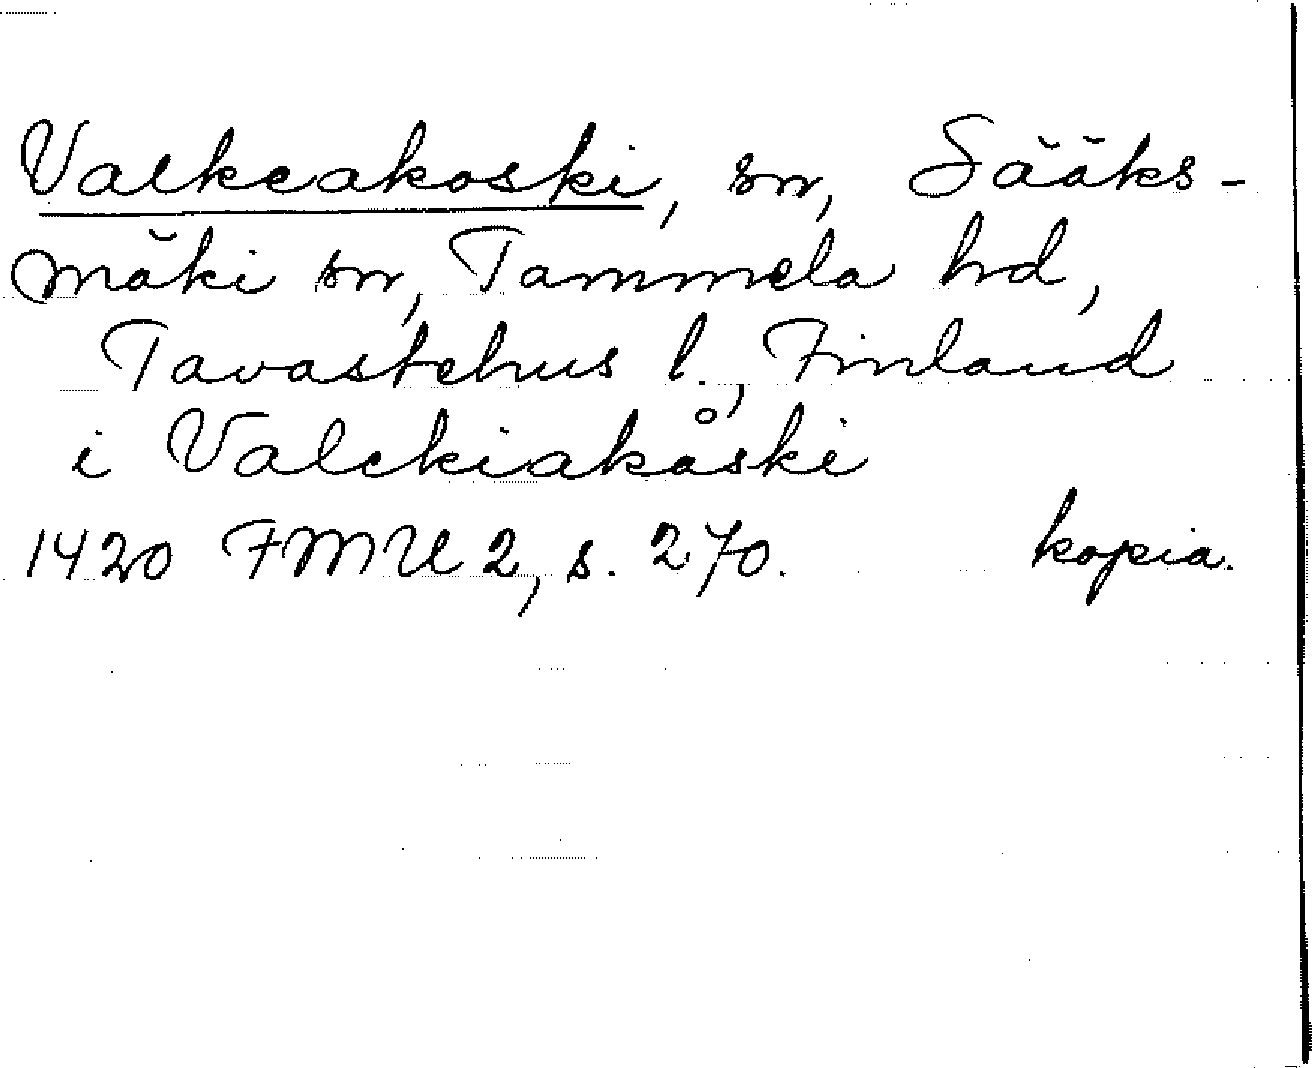 Valkeakoski, sn, Sääks-
mäki sn, Tammela hd,
Tavastehus l., Finland
i Valckiakåski
1420 FMU 2, s. 270. kopia.